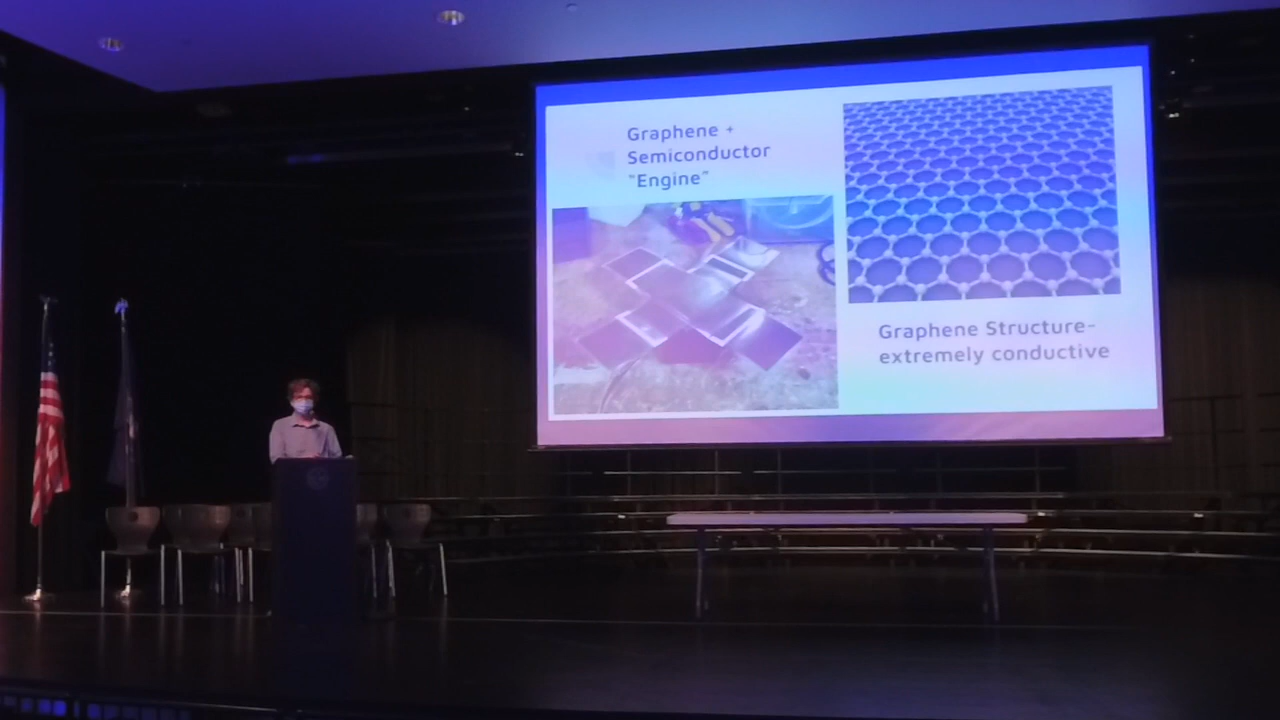 Graphene +
Semiconductor
"Engine"
Graphene Structure-
extremely conductive